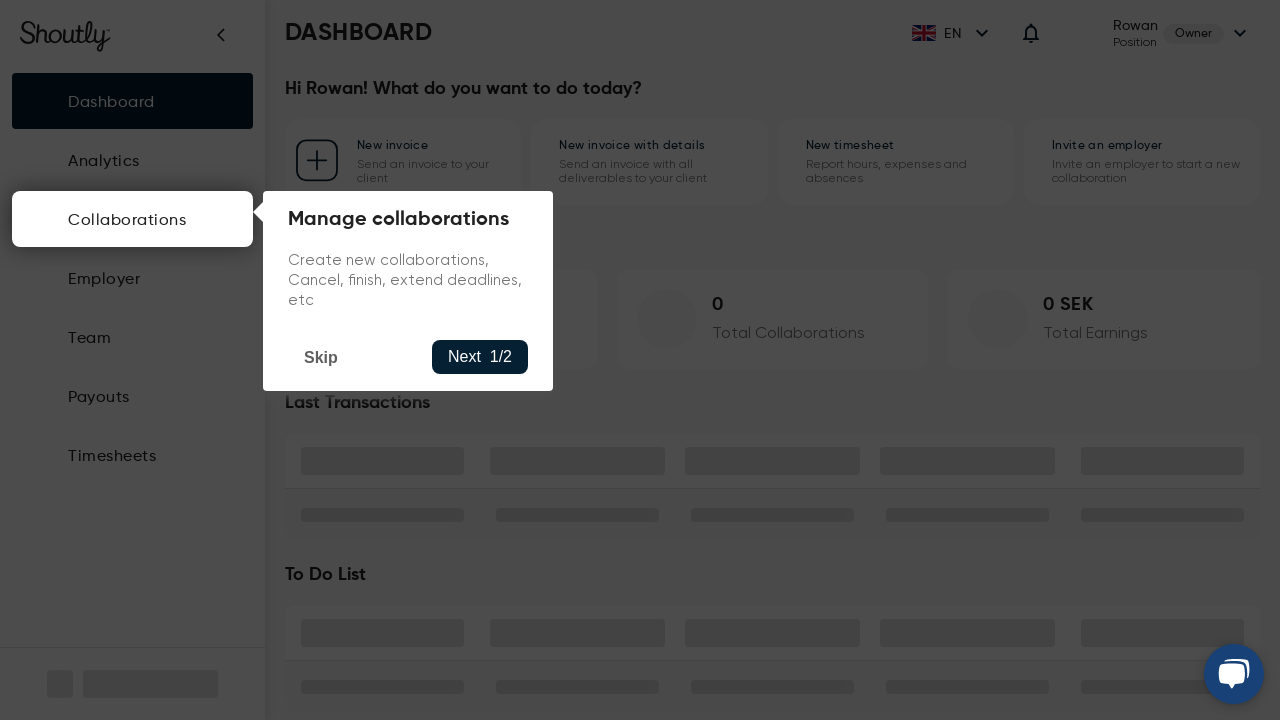 Shoutly
DASHBOARD
EN
Rowan
Position
Owner
Dashboard
Analytics
Collaborations
Employer
Team
Payouts
Timesheets
Hi Rowan! What do you want to do today?
New invoice
Send an invoice to your
client
New invoice with details
Send an invoice with all
deliverables to your client
New timesheet
Report hours, expenses and
absences
Invite an employer
Invite an employer to start a new
collaboration
Manage collaborations
Create new collaborations,
Cancel, finish, extend deadlines,
etc
Skip
Next 1/2
0
Total Collaborations
0 SEK
Total Earnings
Last Transactions
To Do List